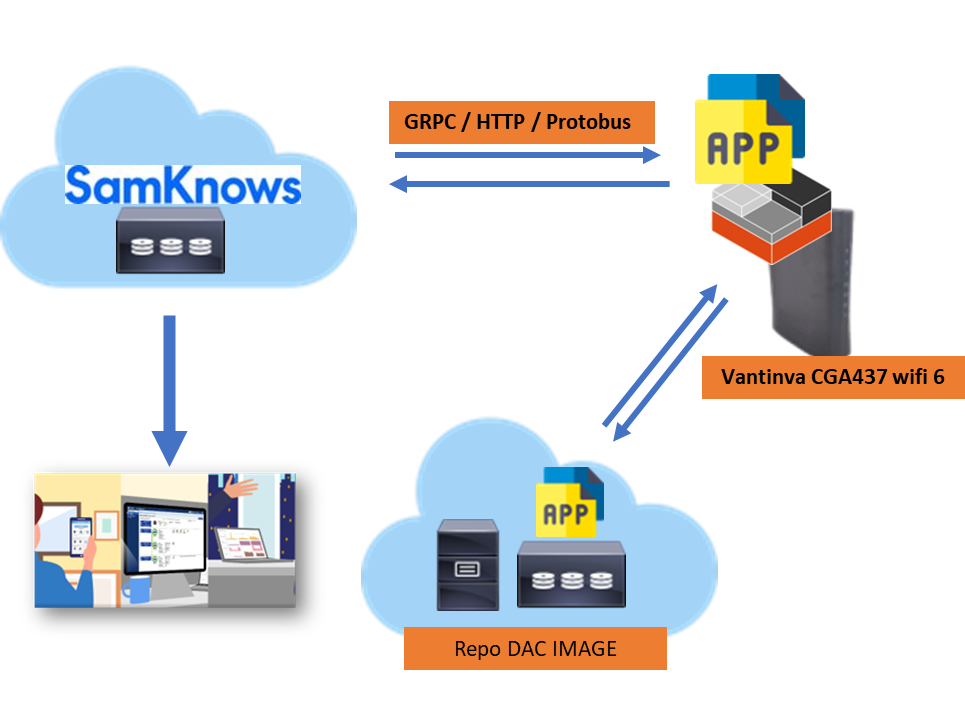 GRPC / HTTP / Protobus
APP
SamKnows
Vantinva CGA437 wifi 6
APP
Repo DAC IMAGE